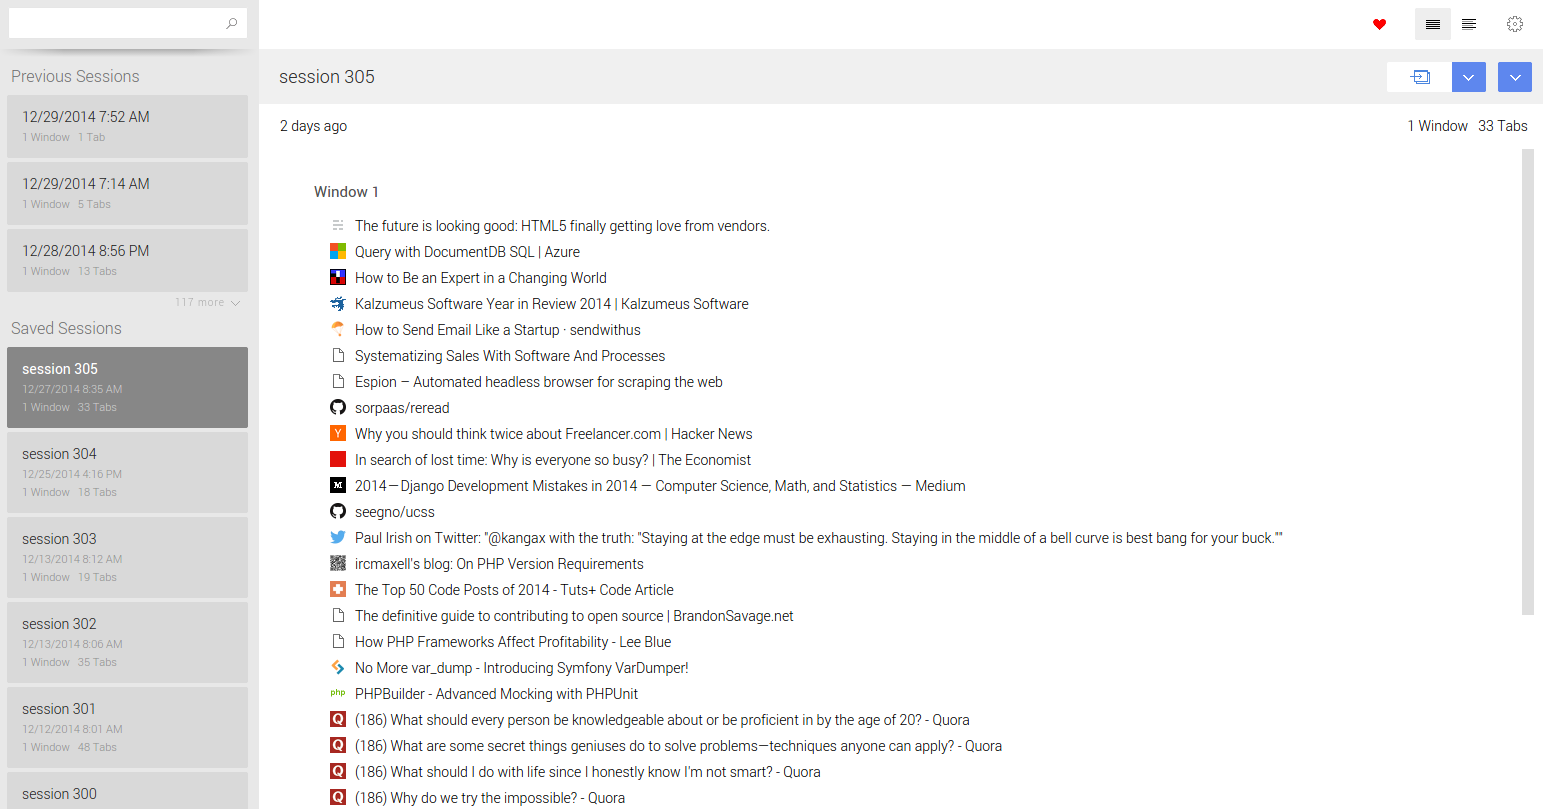 Previous Sessions
12/29/2014 7:52 AM
1 Window 1 Tab
12/29/2014 7:14 AM
1 Window 5 Tabs
12/28/2014 8:56 PM
1 Window 13 Tabs
117 more
Saved Sessions
session 305
12/27/2014 8:35 AM
1 Window 33 Tabs
session 304
12/25/2014 4:16 PM
1 Window 18 Tabs
session 303
12/13/2014 8:12 AM
1 Window 19 Tabs
session 302
12/13/2014 8:06 AM
1 Window 35 Tabs
session 301
12/12/2014 8:01 AM
1 Window 48 Tabs
session 300
session 305
2 days ago
1 Window 33 Tabs
Window 1
The future is looking good: HTML5 finally getting love from vendors.
Query with DocumentDB SQL | Azure
How to Be an Expert in a Changing World
Kalzumeus Software Year in Review 2014 | Kalzumeus Software
How to Send Email Like a Startup · sendwithus
Systematizing Sales With Software And Processes
Espion – Automated headless browser for scraping the web
sorpaas/reread
Y Why you should think twice about Freelancer.com | Hacker News
In search of lost time: Why is everyone so busy? | The Economist
M 2014 — Django Development Mistakes in 2014 — Computer Science, Math, and Statistics — Medium
seegno/ucss
Paul Irish on Twitter: "@kangax with the truth: "Staying at the edge must be exhausting. Staying in the middle of a bell curve is best bang for your buck.""
ircmaxell's blog: On PHP Version Requirements
The Top 50 Code Posts of 2014 - Tuts+ Code Article
The definitive guide to contributing to open source | BrandonSavage.net
How PHP Frameworks Affect Profitability - Lee Blue
No More var_dump - Introducing Symfony VarDumper!
php PHPBuilder - Advanced Mocking with PHPUnit
Q (186) What should every person be knowledgeable about or be proficient in by the age of 20? - Quora
Q (186) What are some secret things geniuses do to solve problems—techniques anyone can apply? - Quora
Q (186) What should I do with life since I honestly know I'm not smart? - Quora
Q (186) Why do we try the impossible? - Quora